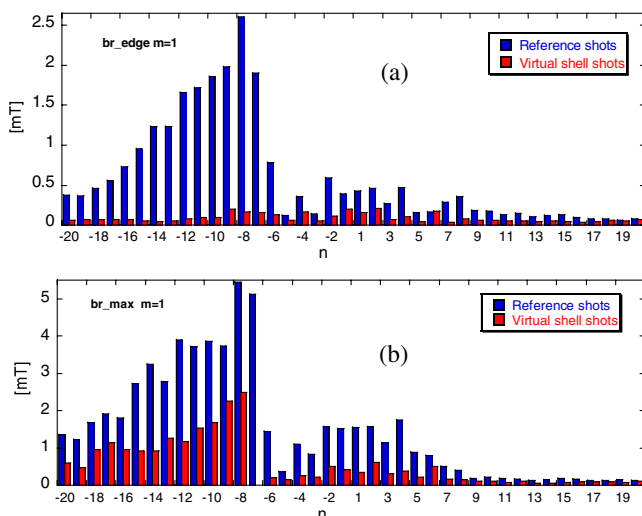 2.5
br_edge m=1
(a)
Reference shots
Virtual shell shots
2
1.5
[mT]
1
0.5
0
-20 -18 -16 -14 -12 -10 -8 -6 -4 -2 1 3 5 7 9 11 13 15 17 19
n
5
br_max m=1
(b)
Reference shots
Virtual shell shots
4
3
[mT]
2
1
0
-20 -18 -16 -14 -12 -10 -8 -6 -4 -2 1 3 5 7 9 11 13 15 17 19
n